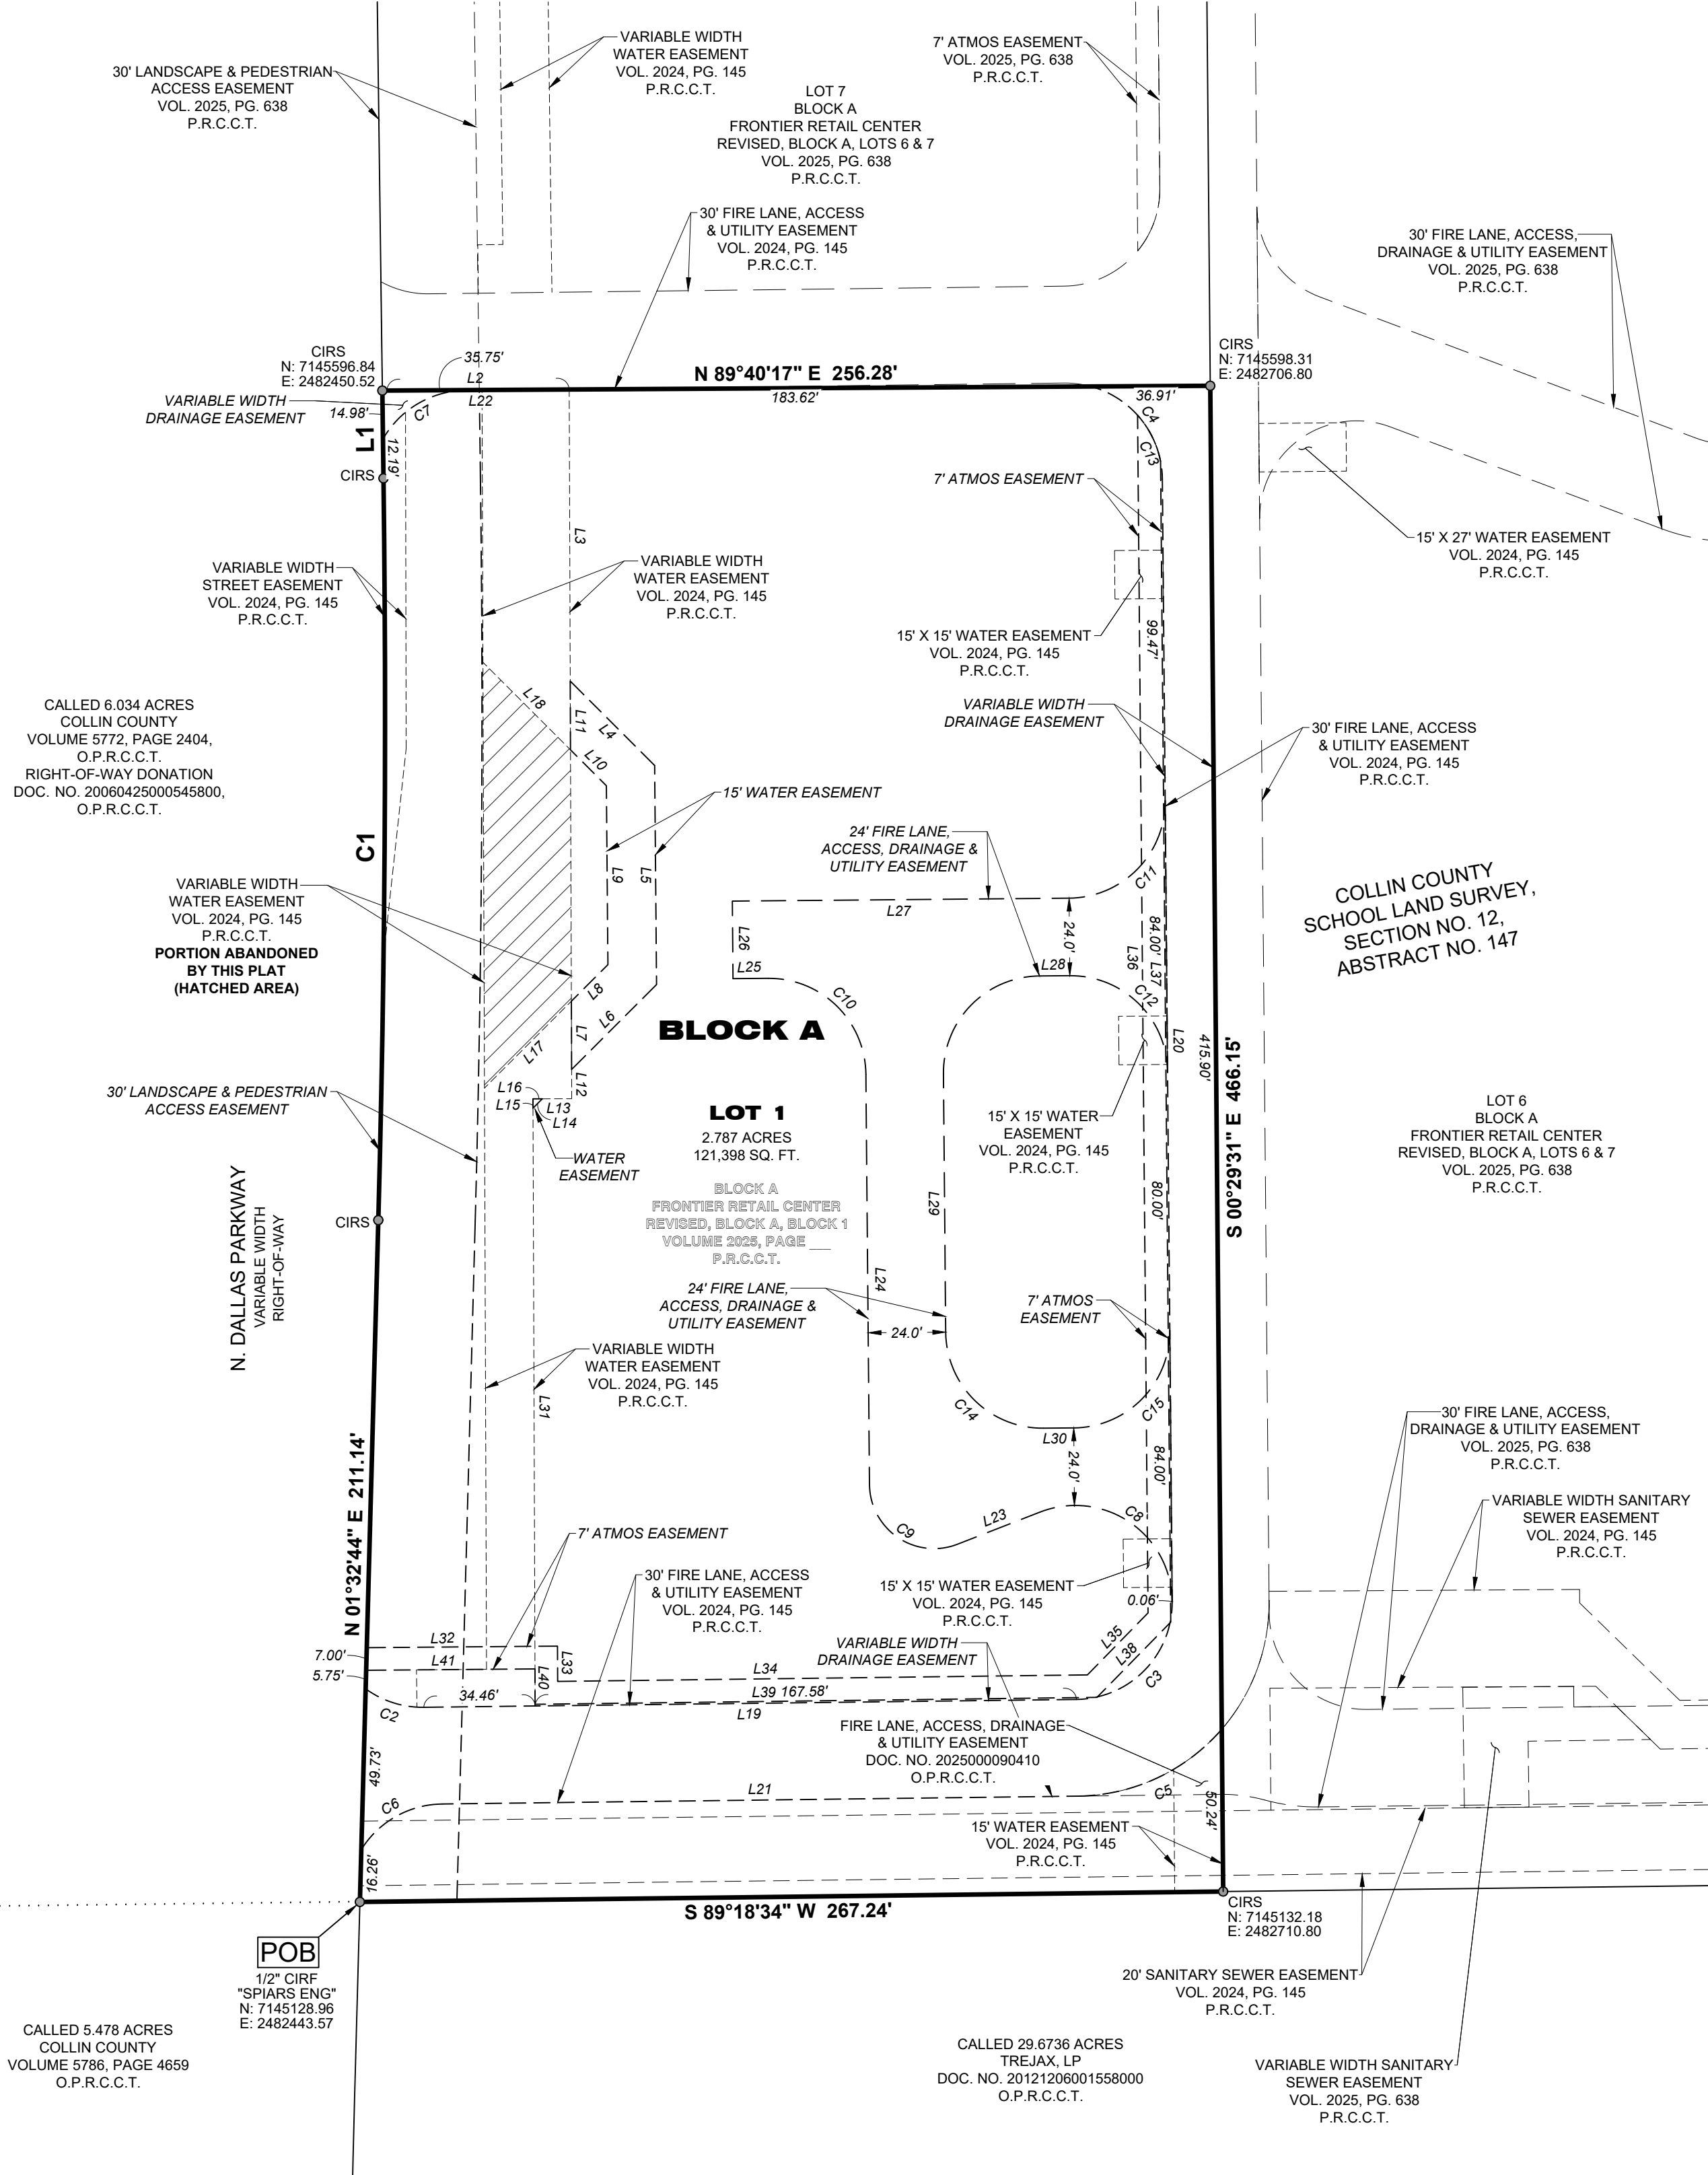 30' LANDSCAPE & PEDESTRIAN
ACCESS EASEMENT
VOL. 2025, PG. 638
P.R.C.C.T.
VARIABLE WIDTH
WATER EASEMENT
VOL. 2024, PG. 145
P.R.C.C.T.
7' ATMOS EASEMENT
VOL. 2025, PG. 638
P.R.C.C.T.
LOT 7
BLOCK A
FRONTIER RETAIL CENTER
REVISED, BLOCK A, LOTS 6 & 7
VOL. 2025, PG. 638
P.R.C.C.T.
30' FIRE LANE, ACCESS
& UTILITY EASEMENT
VOL. 2024, PG. 145
P.R.C.C.T.
30' FIRE LANE, ACCESS,
DRAINAGE & UTILITY EASEMENT
VOL. 2025, PG. 638
P.R.C.C.T.
CIRS
N: 7145596.84
E: 2482450.52
35.75'
L2
N 89°40'17" E 256.28'
CIRS
N: 7145598.31
E: 2482706.80
VARIABLE WIDTH
DRAINAGE EASEMENT
14.98'
C7
L22
183.62'
36.91'
C4
L1
12.19'
CIRS
C13
7' ATMOS EASEMENT
L3
15' X 27' WATER EASEMENT
VOL. 2024, PG. 145
P.R.C.C.T.
VARIABLE WIDTH
STREET EASEMENT
VOL. 2024, PG. 145
P.R.C.C.T.
VARIABLE WIDTH
WATER EASEMENT
VOL. 2024, PG. 145
P.R.C.C.T.
15' X 15' WATER EASEMENT
VOL. 2024, PG. 145
P.R.C.C.T.
99.47'
CALLED 6.034 ACRES
COLLIN COUNTY
VOLUME 5772, PAGE 2404,
O.P.R.C.C.T.
RIGHT-OF-WAY DONATION
DOC. NO. 20060425000545800,
O.P.R.C.C.T.
L18
L11
L4
L10
VARIABLE WIDTH
DRAINAGE EASEMENT
30' FIRE LANE, ACCESS
& UTILITY EASEMENT
VOL. 2024, PG. 145
P.R.C.C.T.
15' WATER EASEMENT
C1
24' FIRE LANE,
ACCESS, DRAINAGE &
UTILITY EASEMENT
L9
L5
C11
VARIABLE WIDTH
WATER EASEMENT
VOL. 2024, PG. 145
P.R.C.C.T.
PORTION ABANDONED
BY THIS PLAT
(HATCHED AREA)
L27
L26
24.0'
84.00'
L36
L37
L25
L28
COLLIN COUNTY
SCHOOL LAND SURVEY,
SECTION NO. 12,
ABSTRACT NO. 147
L8
L6
C10
C12
BLOCK A
L7
L17
L20
415.90'
S 00°29'31" E 466.15'
L12
L16
L15
L13
L14
30' LANDSCAPE & PEDESTRIAN
ACCESS EASEMENT
LOT 1
2.787 ACRES
121,398 SQ. FT.
15' X 15' WATER
EASEMENT
VOL. 2024, PG. 145
P.R.C.C.T.
LOT 6
BLOCK A
FRONTIER RETAIL CENTER
REVISED, BLOCK A, LOTS 6 & 7
VOL. 2025, PG. 638
P.R.C.C.T.
WATER
EASEMENT
BLOCK A
FRONTIER RETAIL CENTER
REVISED, BLOCK A, BLOCK 1
VOLUME 2025, PAGE ___
P.R.C.C.T.
L29
80.00'
CIRS
N. DALLAS PARKWAY
VARIABLE WIDTH
RIGHT-OF-WAY
L24
24' FIRE LANE,
ACCESS, DRAINAGE &
UTILITY EASEMENT
24.0'
7' ATMOS
EASEMENT
VARIABLE WIDTH
WATER EASEMENT
VOL. 2024, PG. 145
P.R.C.C.T.
L31
C14
C15
L30
24.0'
84.00'
30' FIRE LANE, ACCESS,
DRAINAGE & UTILITY EASEMENT
VOL. 2025, PG. 638
P.R.C.C.T.
N 01°32'44" E 211.14'
L23
C9
C8
VARIABLE WIDTH SANITARY
SEWER EASEMENT
VOL. 2024, PG. 145
P.R.C.C.T.
7' ATMOS EASEMENT
30' FIRE LANE, ACCESS
& UTILITY EASEMENT
VOL. 2024, PG. 145
P.R.C.C.T.
15' X 15' WATER EASEMENT
VOL. 2024, PG. 145
P.R.C.C.T.
0.06'
L32
7.00'
L41
5.75'
L33
L40
L34
VARIABLE WIDTH
DRAINAGE EASEMENT
L35
L38
C3
34.46'
L39 167.58'
C2
L19
FIRE LANE, ACCESS, DRAINAGE
& UTILITY EASEMENT
DOC. NO. 2025000090410
O.P.R.C.C.T.
49.73'
L21
C5
C6
50.24'
15' WATER EASEMENT
VOL. 2024, PG. 145
P.R.C.C.T.
16.26'
S 89°18'34" W 267.24'
CIRS
N: 7145132.18
E: 2482710.80
POB
1/2" CIRF
"SPIARS ENG"
N: 7145128.96
E: 2482443.57
20' SANITARY SEWER EASEMENT
VOL. 2024, PG. 145
P.R.C.C.T.
CALLED 5.478 ACRES
COLLIN COUNTY
VOLUME 5786, PAGE 4659
O.P.R.C.C.T.
CALLED 29.6736 ACRES
TREJAX, LP
DOC. NO. 20121206001558000
O.P.R.C.C.T.
VARIABLE WIDTH SANITARY
SEWER EASEMENT
VOL. 2025, PG. 638
P.R.C.C.T.